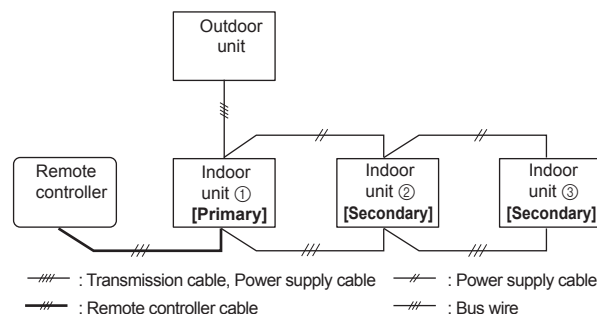 Outdoor
unit
Remote
controller
Indoor
unit ①
[Primary]
Indoor
unit ②
[Secondary]
Indoor
unit ③
[Secondary]
: Transmission cable, Power supply cable
: Power supply cable
: Remote controller cable
: Bus wire